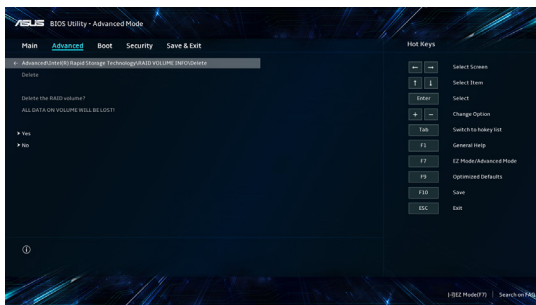 ASUS BIOS Utility - Advanced Mode
Main Advanced Boot Security Save & Exit Hot Keys
← Advanced\Intel(R) Rapid Storage Technology\RAID VOLUME INFO\Delete
Delete
Delete the RAID volume?
ALL DATA ON VOLUME WILL BE LOST!
Yes
No
← → Select Screen
↑ ↓ Select Item
Enter Select
+ − Change Option
Tab Switch to hokey list
F1 General Help
F7 EZ Mode/Advanced Mode
F9 Optimized Defaults
F10 Save
ESC Exit
|-]EZ Mode(F7) | Search on FAQ